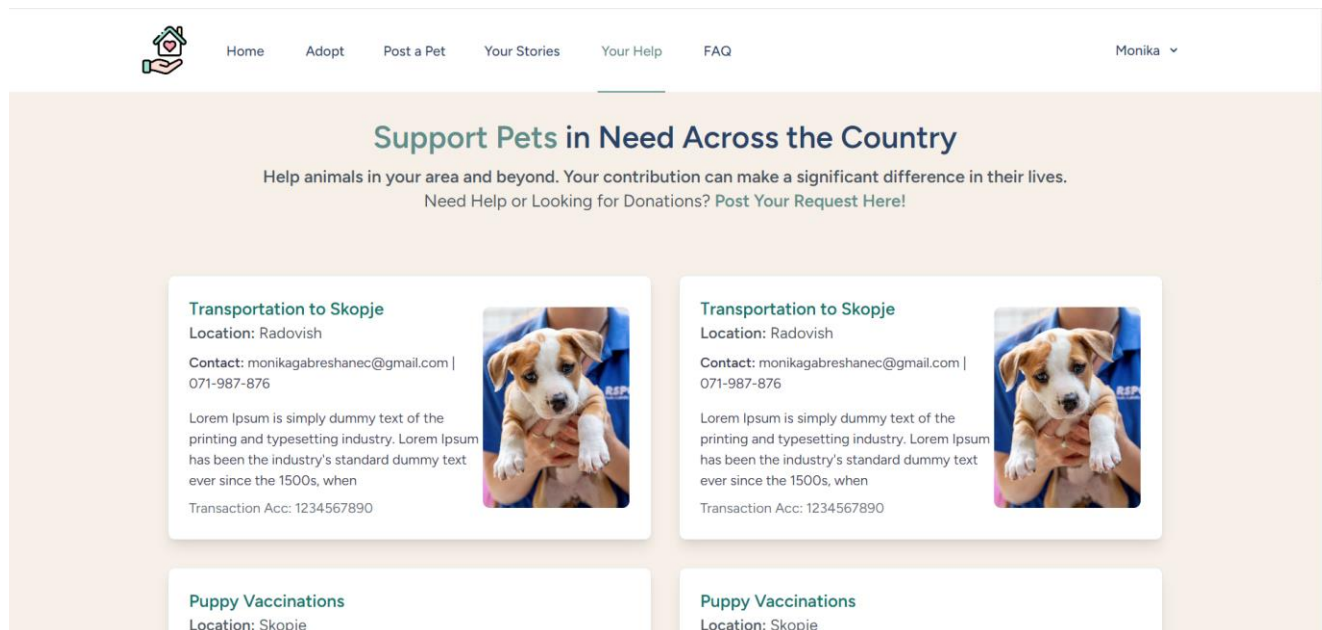 Home Adopt Post a Pet Your Stories Your Help FAQ Monika
Support Pets in Need Across the Country
Help animals in your area and beyond. Your contribution can make a significant difference in their lives.
Need Help or Looking for Donations? Post Your Request Here!
Transportation to Skopje
Location: Radovish
Contact: monikagabreshanec@gmail.com |
071-987-876
Lorem Ipsum is simply dummy text of the
printing and typesetting industry. Lorem Ipsum
has been the industry's standard dummy text
ever since the 1500s, when
Transaction Acc: 1234567890
Transportation to Skopje
Location: Radovish
Contact: monikagabreshanec@gmail.com |
071-987-876
Lorem Ipsum is simply dummy text of the
printing and typesetting industry. Lorem Ipsum
has been the industry's standard dummy text
ever since the 1500s, when
Transaction Acc: 1234567890
Puppy Vaccinations
Location: Skopje
Puppy Vaccinations
Location: Skopje